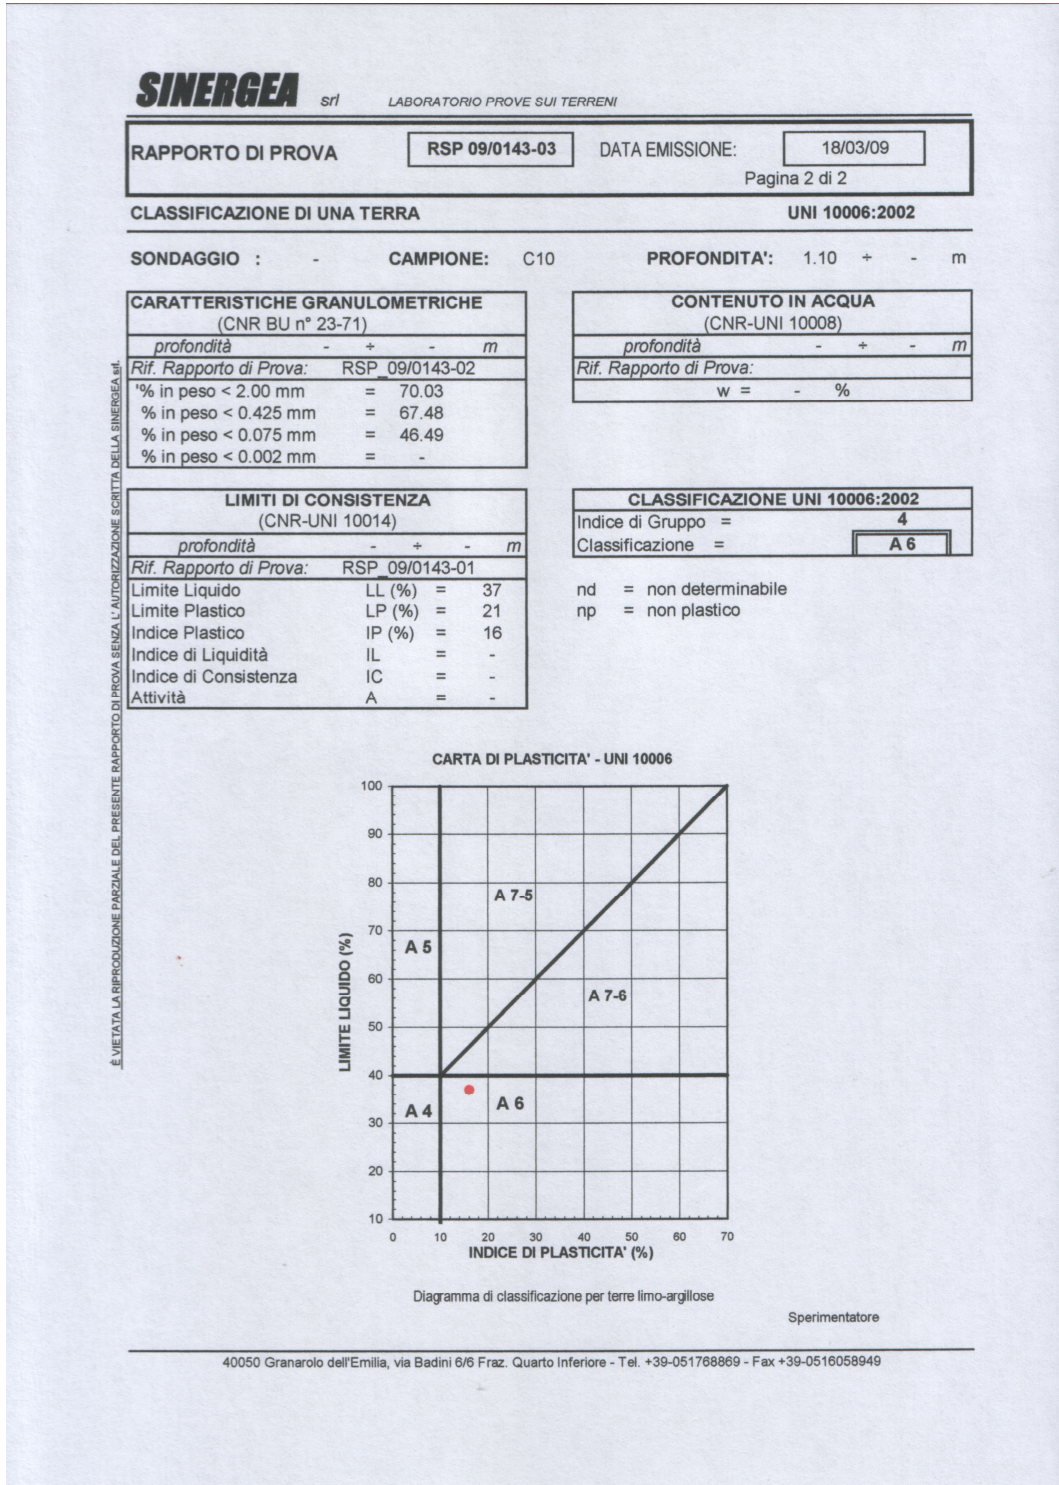 SINERGEA srl LABORATORIO PROVE SUI TERRENI
RAPPORTO DI PROVA RSP 09/0143-03 DATA EMISSIONE: 18/03/09
Pagina 2 di 2
CLASSIFICAZIONE DI UNA TERRA UNI 10006:2002
SONDAGGIO : - CAMPIONE: C10 PROFONDITA': 1.10 ÷ - m
CARATTERISTICHE GRANULOMETRICHE
(CNR BU n° 23-71)
profondità - ÷ - m
Rif. Rapporto di Prova: RSP_09/0143-02
'% in peso < 2.00 mm = 70.03
% in peso < 0.425 mm = 67.48
% in peso < 0.075 mm = 46.49
% in peso < 0.002 mm = -
CONTENUTO IN ACQUA
(CNR-UNI 10008)
profondità - ÷ - m
Rif. Rapporto di Prova:
w = - %
LIMITI DI CONSISTENZA
(CNR-UNI 10014)
profondità - ÷ - m
Rif. Rapporto di Prova: RSP_09/0143-01
Limite Liquido LL (%) = 37
Limite Plastico LP (%) = 21
Indice Plastico IP (%) = 16
Indice di Liquidità IL = -
Indice di Consistenza IC = -
Attività A = -
CLASSIFICAZIONE UNI 10006:2002
Indice di Gruppo = 4
Classificazione = A 6
nd = non determinabile
np = non plastico
È VIETATA LA RIPRODUZIONE PARZIALE DEL PRESENTE RAPPORTO DI PROVA SENZA L' AUTORIZZAZIONE SCRITTA DELLA SINERGEA srl.
CARTA DI PLASTICITA' - UNI 10006
LIMITE LIQUIDO (%)
100
90
80
70
60
50
40
30
20
10
A 7-5
A 5
A 7-6
A 4
A 6
0 10 20 30 40 50 60 70
INDICE DI PLASTICITA' (%)
Diagramma di classificazione per terre limo-argillose
Sperimentatore
40050 Granarolo dell'Emilia, via Badini 6/6 Fraz. Quarto Inferiore - Tel. +39-051768869 - Fax +39-0516058949